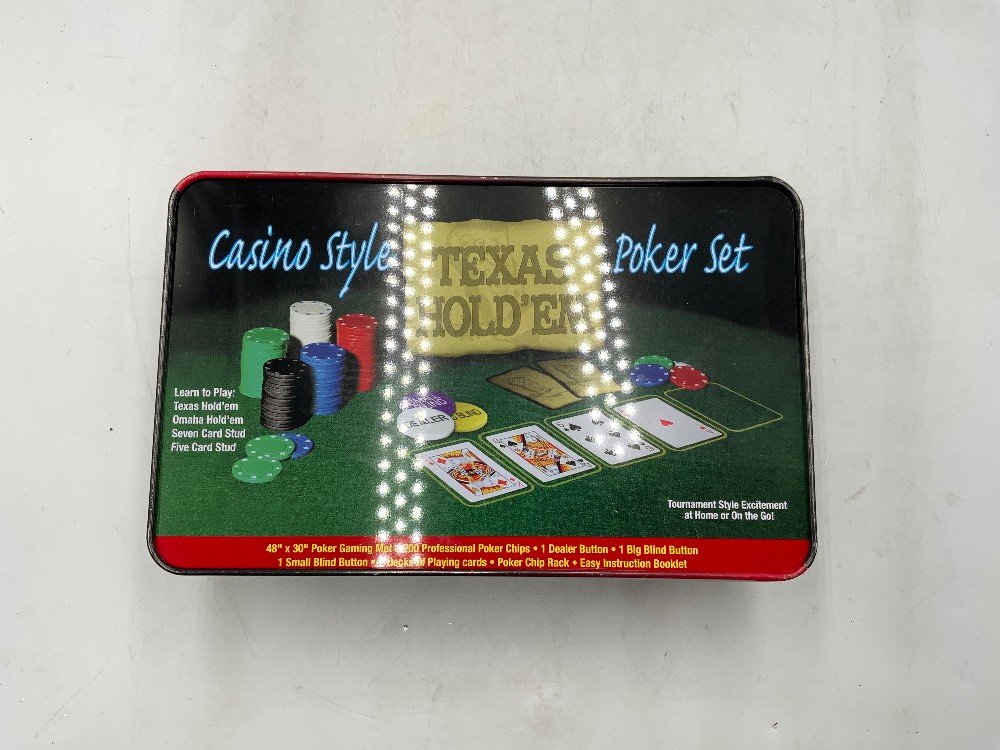 Casino Style
TEXAS
HOLD'EM
Poker Set
Learn to Play:
Texas Hold'em
Omaha Hold'em
Seven Card Stud
Five Card Stud
DEALER
BLIND
Tournament Style Excitement
at Home or On the Go!
48" x 30" Poker Gaming Mat • Professional Poker Chips • 1 Dealer Button • 1 Big Blind Button
1 Small Blind Button • Decks of Playing cards • Poker Chip Rack • Easy Instruction Booklet